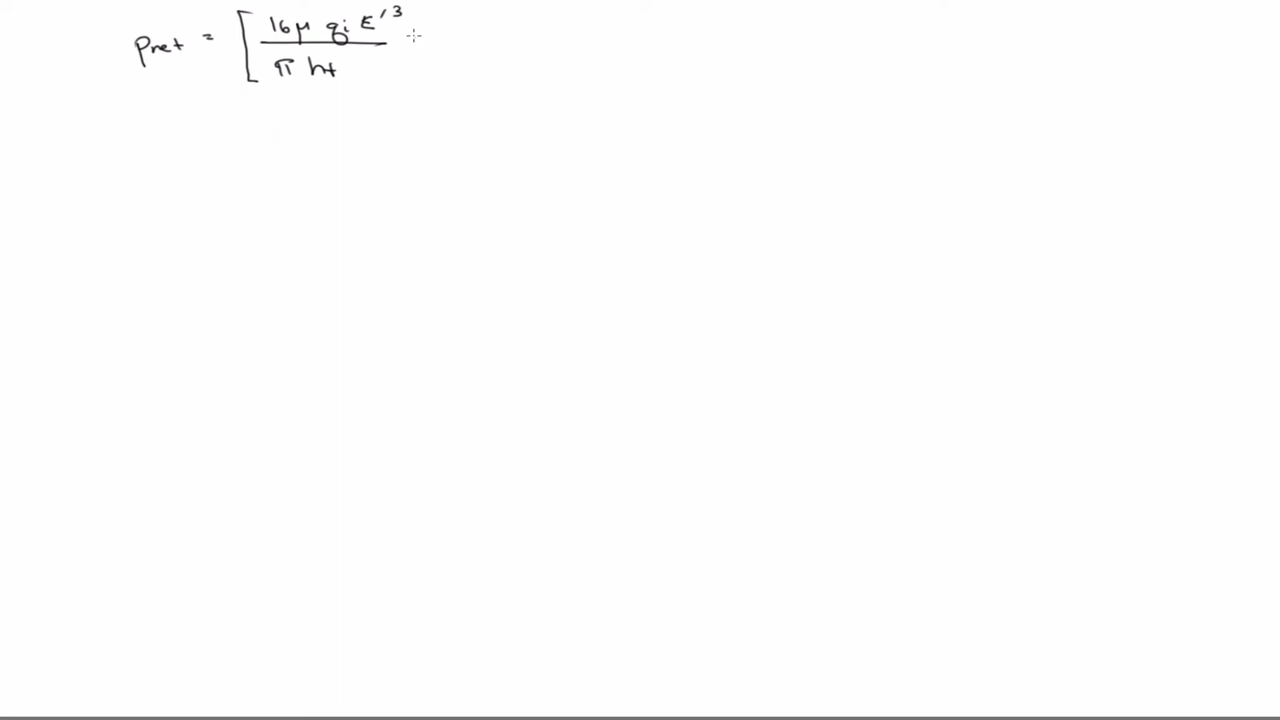 Pnet = [ 16μ qi E'³
π hf